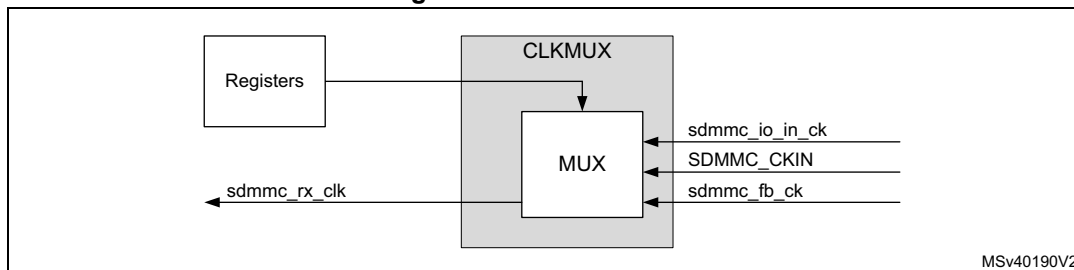 CLKMUX
Registers
sdmmc_io_in_ck
MUX
SDMMC_CKIN
sdmmc_rx_clk
sdmmc_fb_ck
MSv40190V2